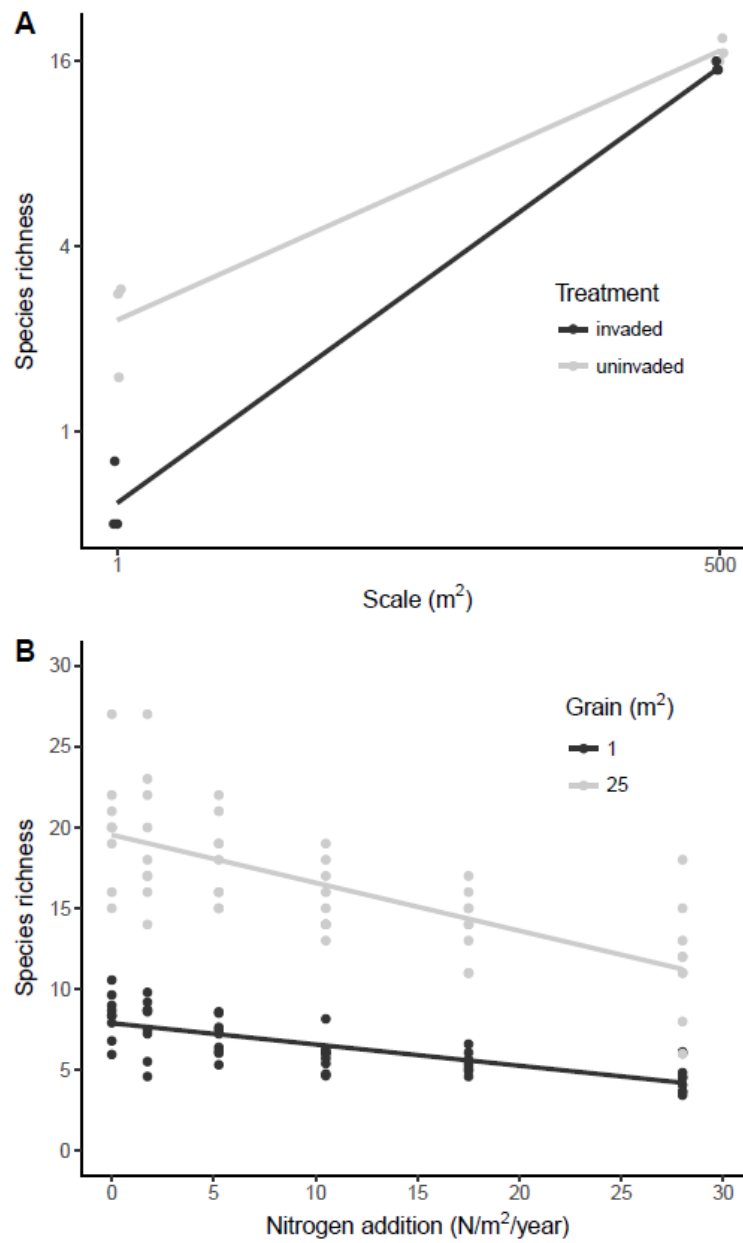 A
16
4
1
Species richness
Treatment
invaded
uninvaded
1
500
Scale (m²)
B
30
25
20
15
10
5
0
Species richness
Grain (m²)
1
25
0
5
10
15
20
25
30
Nitrogen addition (N/m²/year)